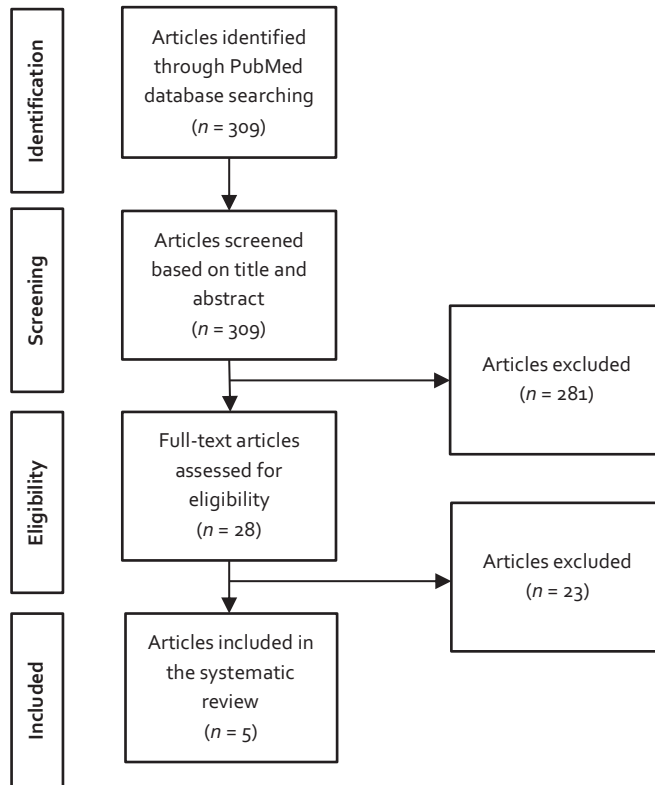 Identification
Articles identified
through PubMed
database searching
(n = 309)
Screening
Articles screened
based on title and
abstract
(n = 309)
Articles excluded
(n = 281)
Eligibility
Full-text articles
assessed for
eligibility
(n = 28)
Articles excluded
(n = 23)
Included
Articles included in
the systematic
review
(n = 5)